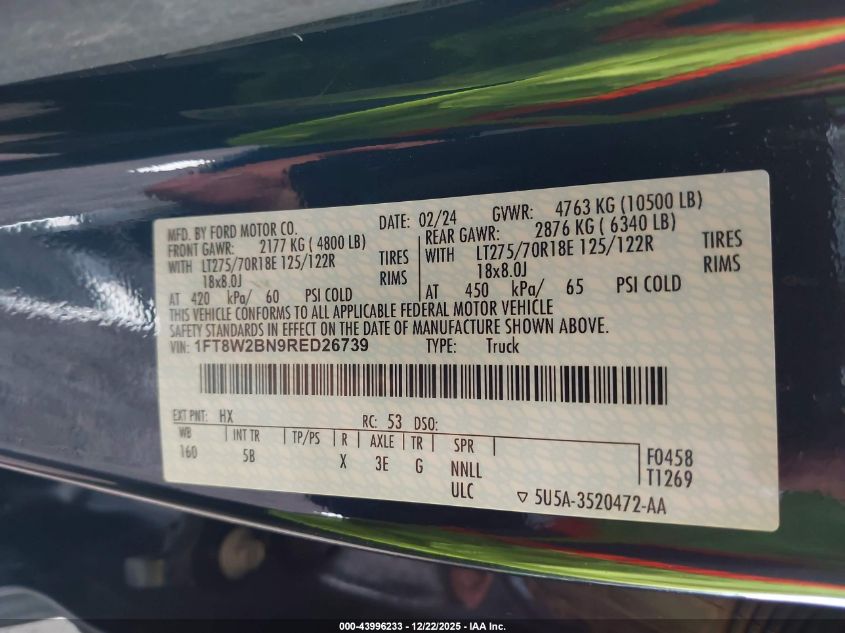 MFD. BY FORD MOTOR CO. DATE: 02/24 GVWR: 4763 KG (10500 LB)
FRONT GAWR: 2177 KG ( 4800 LB)
WITH LT275/70R18E 125/122R TIRES
18x8.0J RIMS
AT 420 kPa/ 60 PSI COLD
REAR GAWR: 2876 KG ( 6340 LB)
WITH LT275/70R18E 125/122R TIRES
18x8.0J RIMS
AT 450 kPa/ 65 PSI COLD
THIS VEHICLE CONFORMS TO ALL APPLICABLE FEDERAL MOTOR VEHICLE
SAFETY STANDARDS IN EFFECT ON THE DATE OF MANUFACTURE SHOWN ABOVE.
VIN: 1FT8W2BN9RED26739 TYPE: Truck
EXT PNT: HX RC: 53 DSO:
WB INT TR TP/PS R AXLE TR SPR
160 5B X 3E G NNLL F0458
ULC T1269
5U5A-3520472-AA
000-43996233 - 12/22/2025 - IAA Inc.